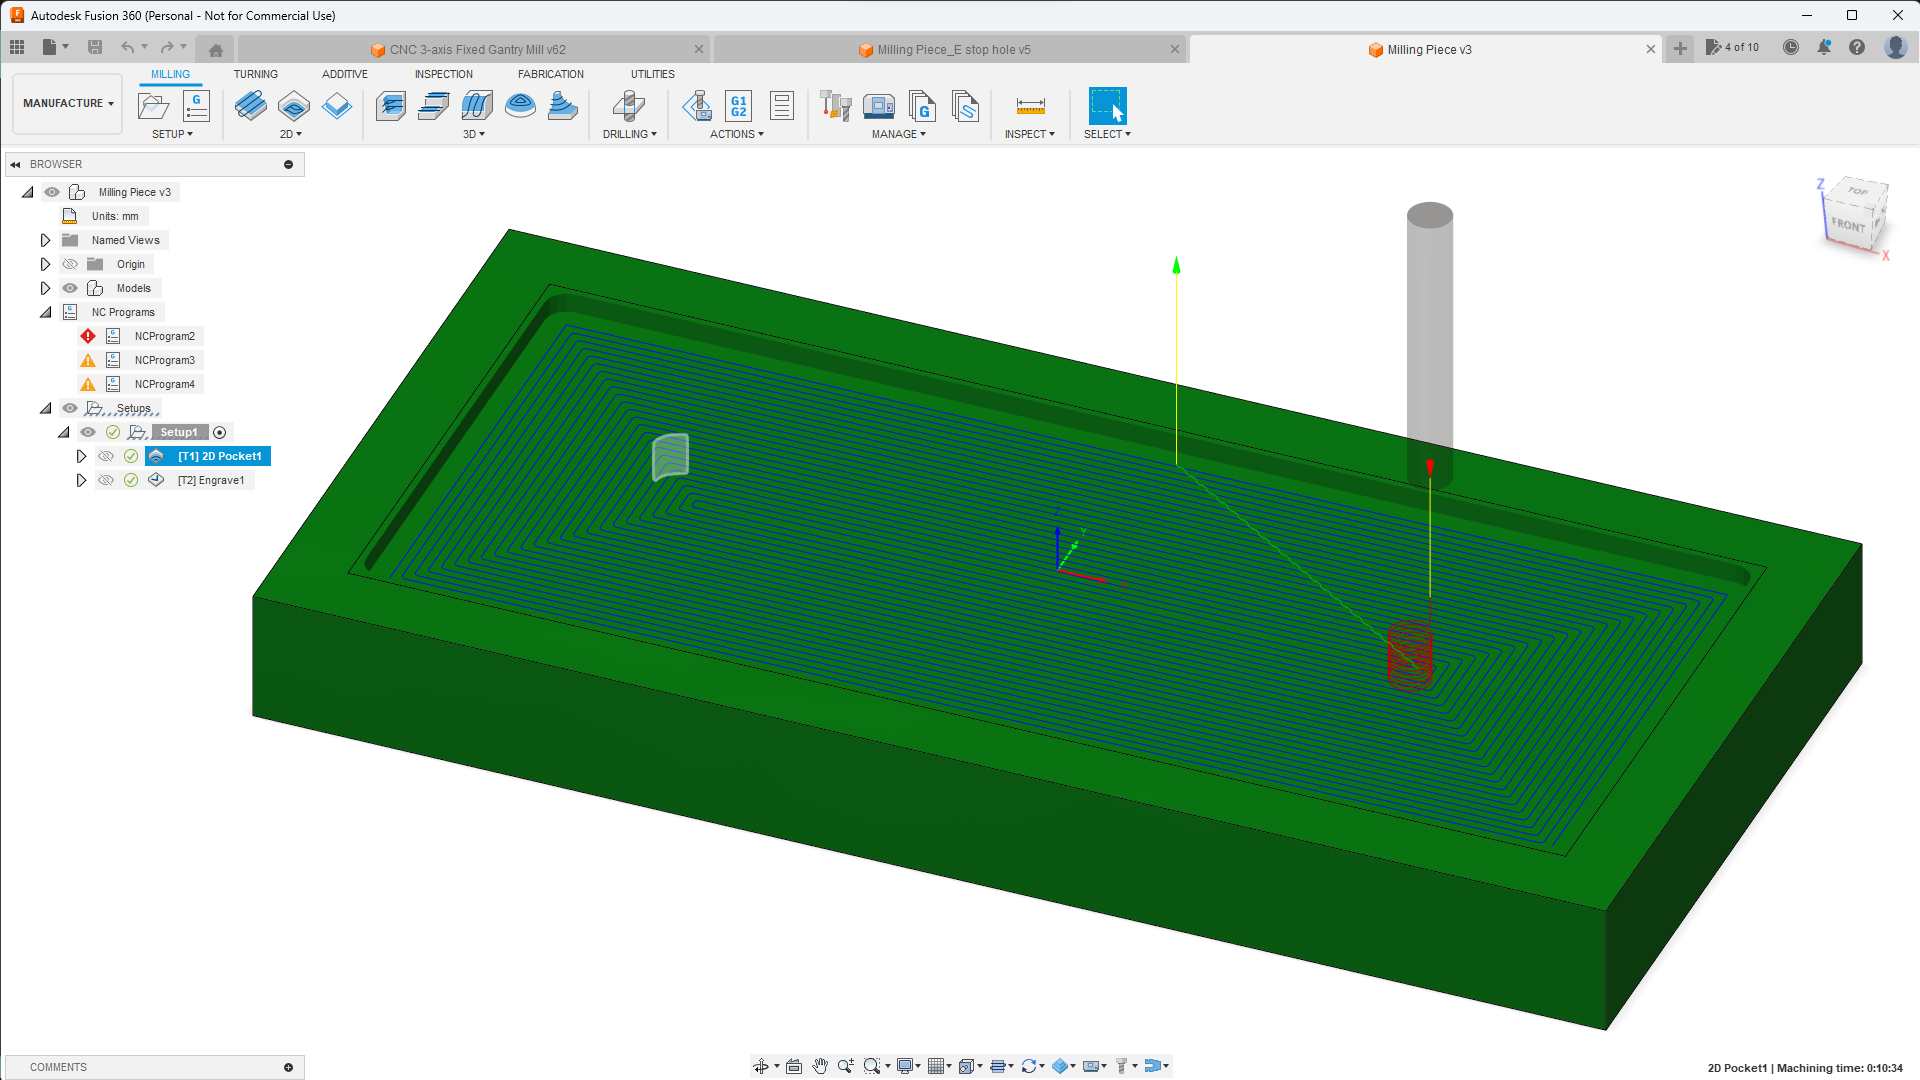 Autodesk Fusion 360 (Personal - Not for Commercial Use)
CNC 3-axis Fixed Gantry Mill v62
Milling Piece_E stop hole v5
Milling Piece v3
4 of 10
MILLING
TURNING
ADDITIVE
INSPECTION
FABRICATION
UTILITIES
MANUFACTURE
G
G1
G2
G
SETUP
2D
3D
DRILLING
ACTIONS
MANAGE
INSPECT
SELECT
BROWSER
Milling Piece v3
Units: mm
Named Views
Origin
Models
NC Programs
NCProgram2
NCProgram3
NCProgram4
Setups
Setup1
[T1] 2D Pocket1
[T2] Engrave1
Z
TOP
FRONT
X
COMMENTS
2D Pocket1 | Machining time: 0:10:34